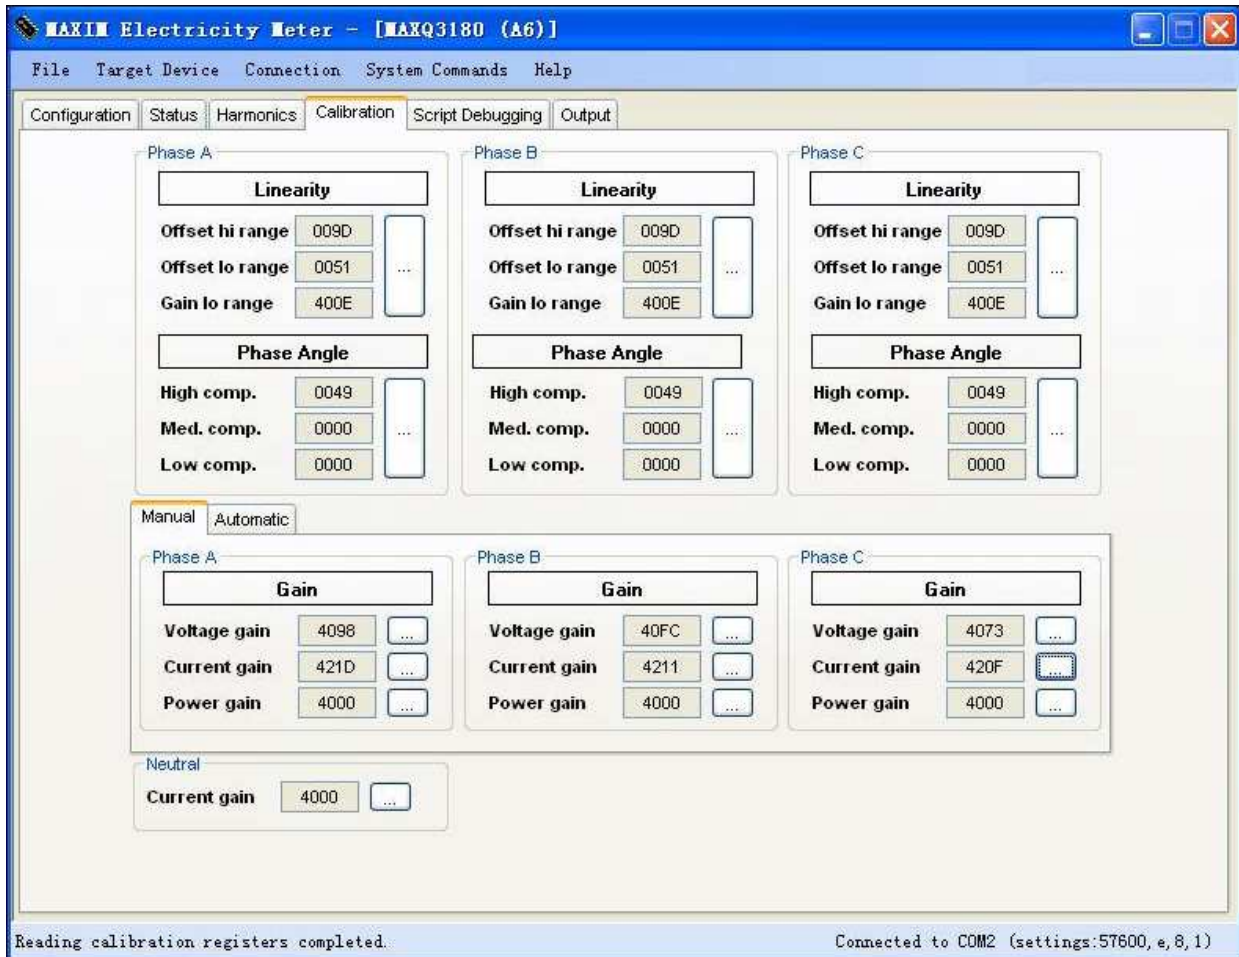 MAXIM Electricity Meter - [MAXQ3180 (A6)]
File Target Device Connection System Commands Help
Configuration Status Harmonics Calibration Script Debugging Output
Phase A Phase B Phase C
Linearity Linearity Linearity
Offset hi range 009D Offset hi range 009D Offset hi range 009D
Offset lo range 0051 ... Offset lo range 0051 ... Offset lo range 0051 ...
Gain lo range 400E Gain lo range 400E Gain lo range 400E
Phase Angle Phase Angle Phase Angle
High comp. 0049 High comp. 0049 High comp. 0049
Med. comp. 0000 ... Med. comp. 0000 ... Med. comp. 0000 ...
Low comp. 0000 Low comp. 0000 Low comp. 0000
Manual Automatic
Phase A Phase B Phase C
Gain Gain Gain
Voltage gain 4098 ... Voltage gain 40FC ... Voltage gain 4073 ...
Current gain 421D ... Current gain 4211 ... Current gain 420F ...
Power gain 4000 ... Power gain 4000 ... Power gain 4000 ...
Neutral
Current gain 4000 ...
Reading calibration registers completed. Connected to COM2 (settings:57600,e,8,1)